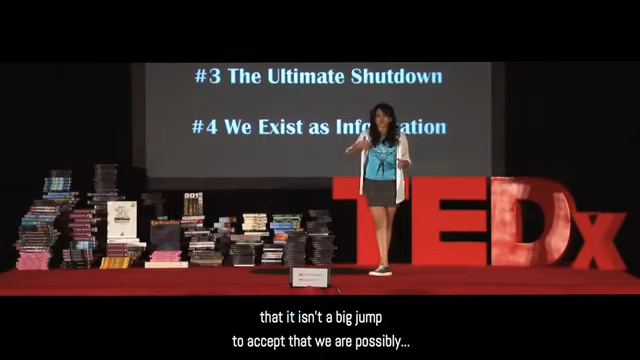 #3 The Ultimate Shutdown
#4 We Exist as Information
501
TEDx
that it isn't a big jump
to accept that we are possibly...